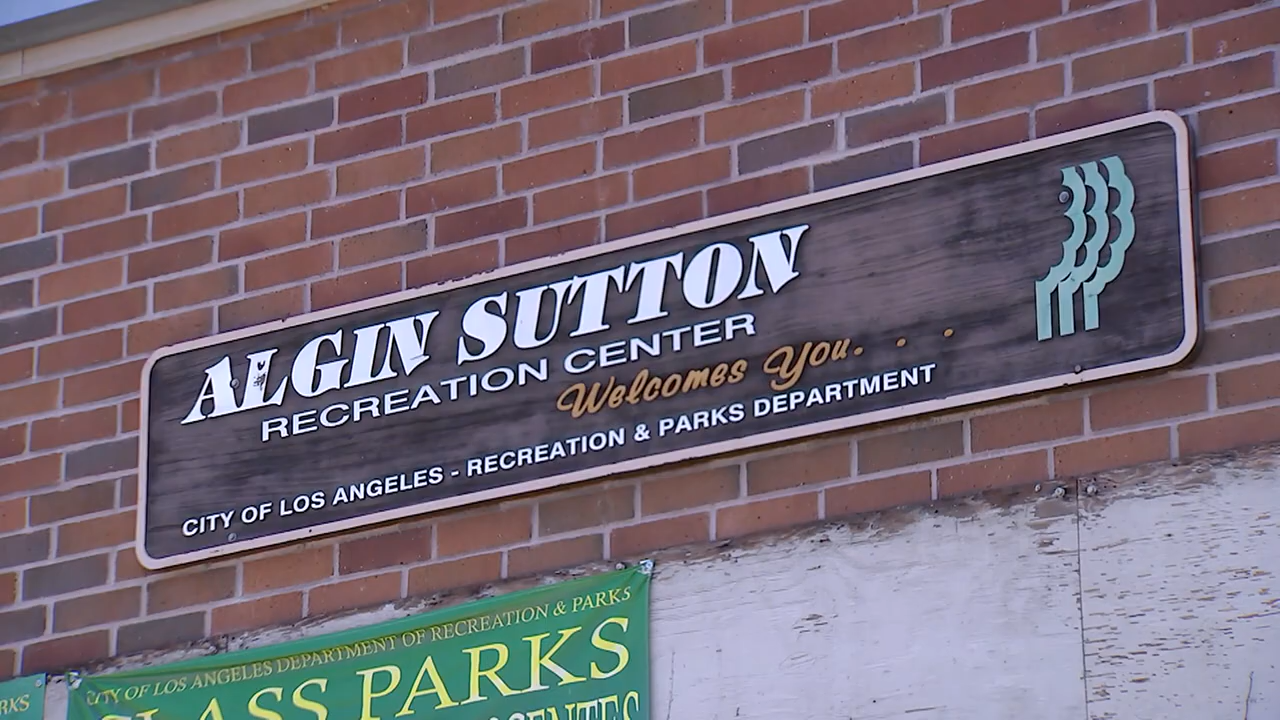 ALGIN SUTTON
RECREATION CENTER
Welcomes You. . .
CITY OF LOS ANGELES - RECREATION & PARKS DEPARTMENT
CITY OF LOS ANGELES DEPARTMENT OF RECREATION & PARKS
PARKS
RKS